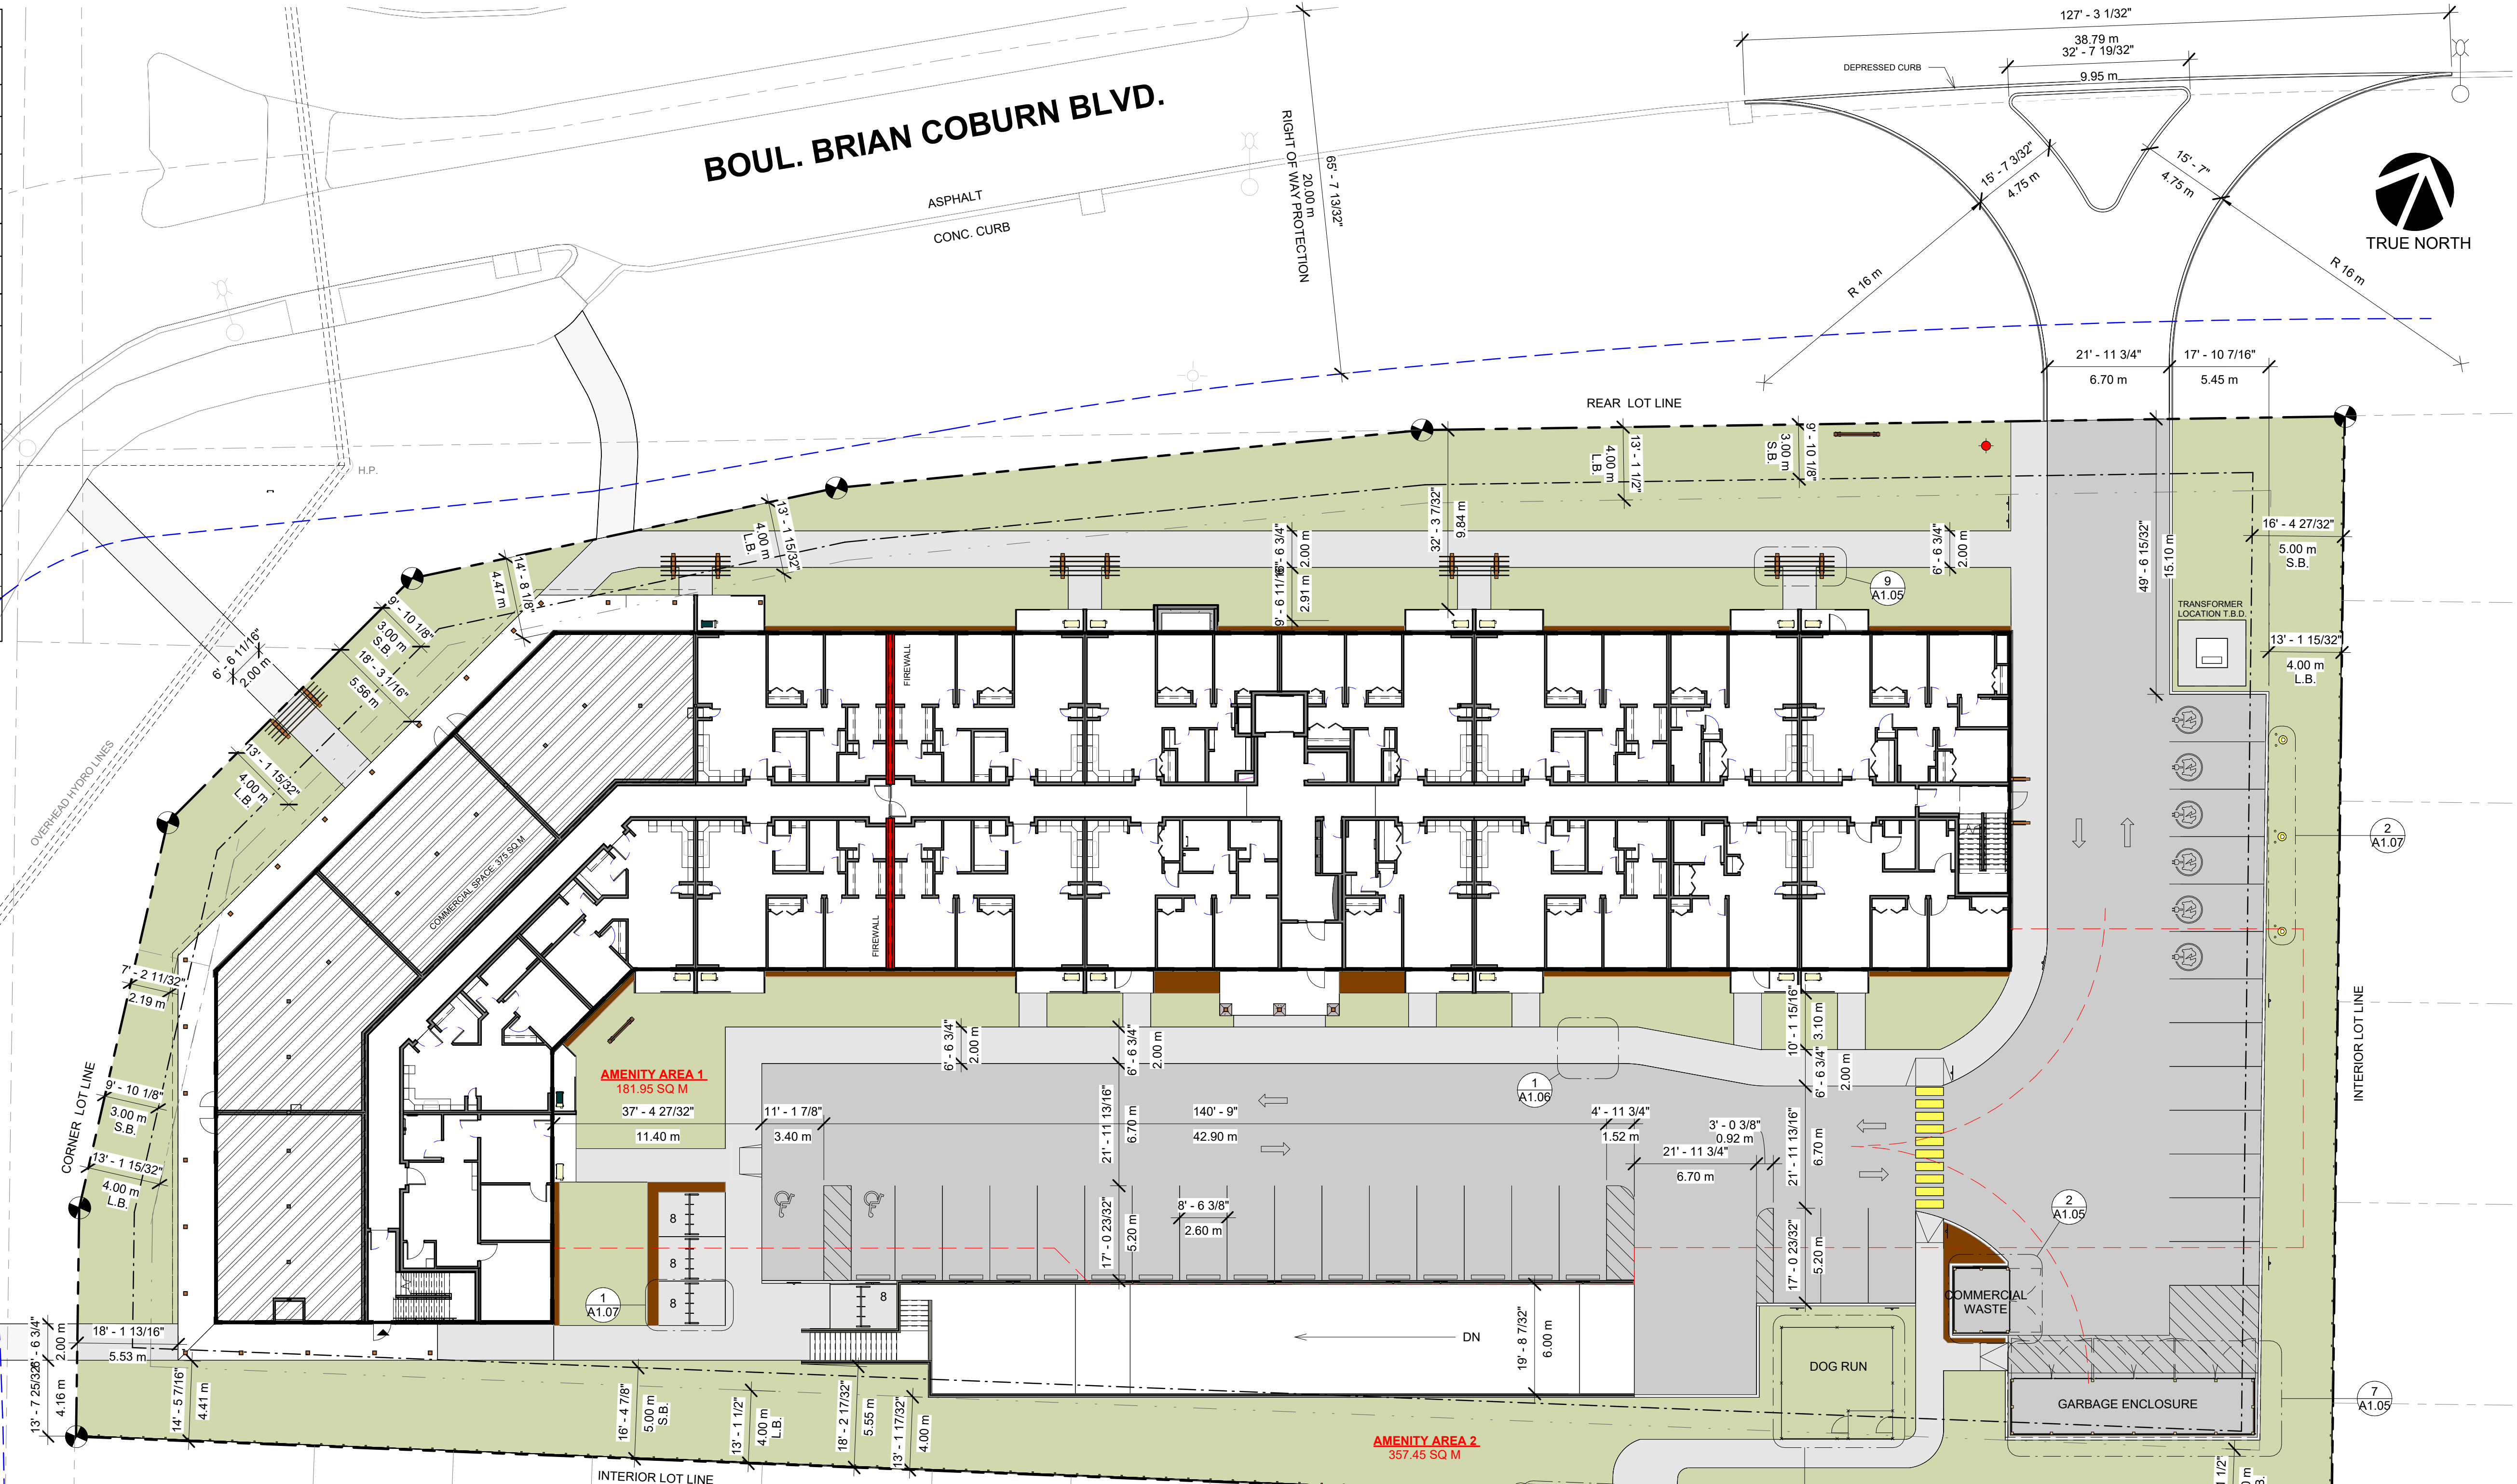 127' - 3 1/32"
38.79 m
32' - 7 19/32"
9.95 m
DEPRESSED CURB
BOUL. BRIAN COBURN BLVD.
ASPHALT
CONC. CURB
RIGHT OF WAY PROTECTION
20.00 m
65' - 7 13/32"
15' - 7 3/32"
4.75 m
15' - 7"
4.75 m
R 16 m
R 16 m
TRUE NORTH
21' - 11 3/4"
6.70 m
17' - 10 7/16"
5.45 m
REAR LOT LINE
H.P.
OVERHEAD HYDRO LINES
13' - 1 1/2"
4.00 m
L.B.
9' - 10 1/8"
3.00 m
S.B.
32' - 3 7/32"
9.84 m
13' - 1 15/32"
4.00 m
L.B.
14' - 8 1/8"
4.47 m
6' - 6 3/4"
2.00 m
9' - 6 11/16"
2.91 m
6' - 6 3/4"
2.00 m
9
A1.05
49' - 6 15/32"
15.10 m
16' - 4 27/32"
5.00 m
S.B.
TRANSFORMER
LOCATION T.B.D.
13' - 1 15/32"
4.00 m
L.B.
9' - 10 1/8"
3.00 m
S.B.
18' - 3 1/16"
5.56 m
6' - 6 11/16"
2.00 m
13' - 1 15/32"
4.00 m
L.B.
FIREWALL
FIREWALL
COMMERCIAL SPACE: 375 SQ M
2
A1.07
7' - 2 11/32"
2.19 m
CORNER LOT LINE
9' - 10 1/8"
3.00 m
S.B.
13' - 1 15/32"
4.00 m
L.B.
INTERIOR LOT LINE
AMENITY AREA 1
181.95 SQ M
37' - 4 27/32"
11.40 m
11' - 1 7/8"
3.40 m
6' - 6 3/4"
2.00 m
6' - 6 3/4"
2.00 m
21' - 11 13/16"
6.70 m
140' - 9"
42.90 m
1
A1.06
4' - 11 3/4"
1.52 m
21' - 11 3/4"
6.70 m
3' - 0 3/8"
0.92 m
10' - 1 15/16"
3.10 m
6' - 6 3/4"
2.00 m
21' - 11 13/16"
6.70 m
17' - 0 23/32"
5.20 m
8' - 6 3/8"
2.60 m
17' - 0 23/32"
5.20 m
2
A1.05
8
8
8
8
1
A1.07
DN
19' - 8 7/32"
6.00 m
COMMERCIAL
WASTE
DOG RUN
GARBAGE ENCLOSURE
7
A1.05
6' - 6 3/4"
2.00 m
18' - 1 13/16"
5.53 m
13' - 7 25/32"
4.16 m
14' - 5 7/16"
4.41 m
16' - 4 7/8"
5.00 m
S.B.
13' - 1 1/2"
4.00 m
L.B.
18' - 2 17/32"
5.55 m
13' - 1 17/32"
4.00 m
AMENITY AREA 2
357.45 SQ M
INTERIOR LOT LINE